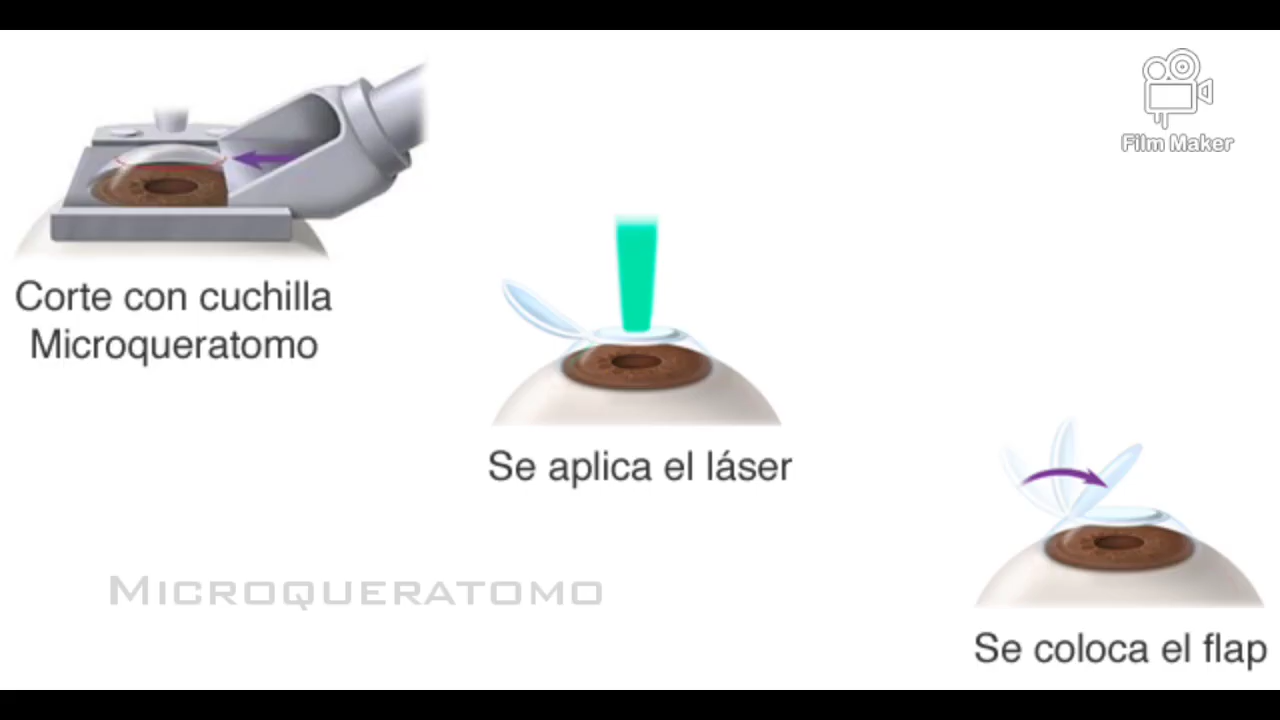 Film Maker
Corte con cuchilla
Microqueratomo
Se aplica el láser
MICROQUERATOMO
Se coloca el flap